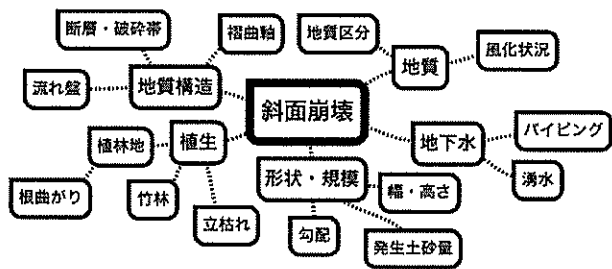 断層・破砕帯
褶曲軸
地質区分
風化状況
流れ盤
地質構造
地質
斜面崩壊
植林地
植生
地下水
パイピング
根曲がり
竹林
立枯れ
形状・規模
幅・高さ
湧水
勾配
発生土砂量